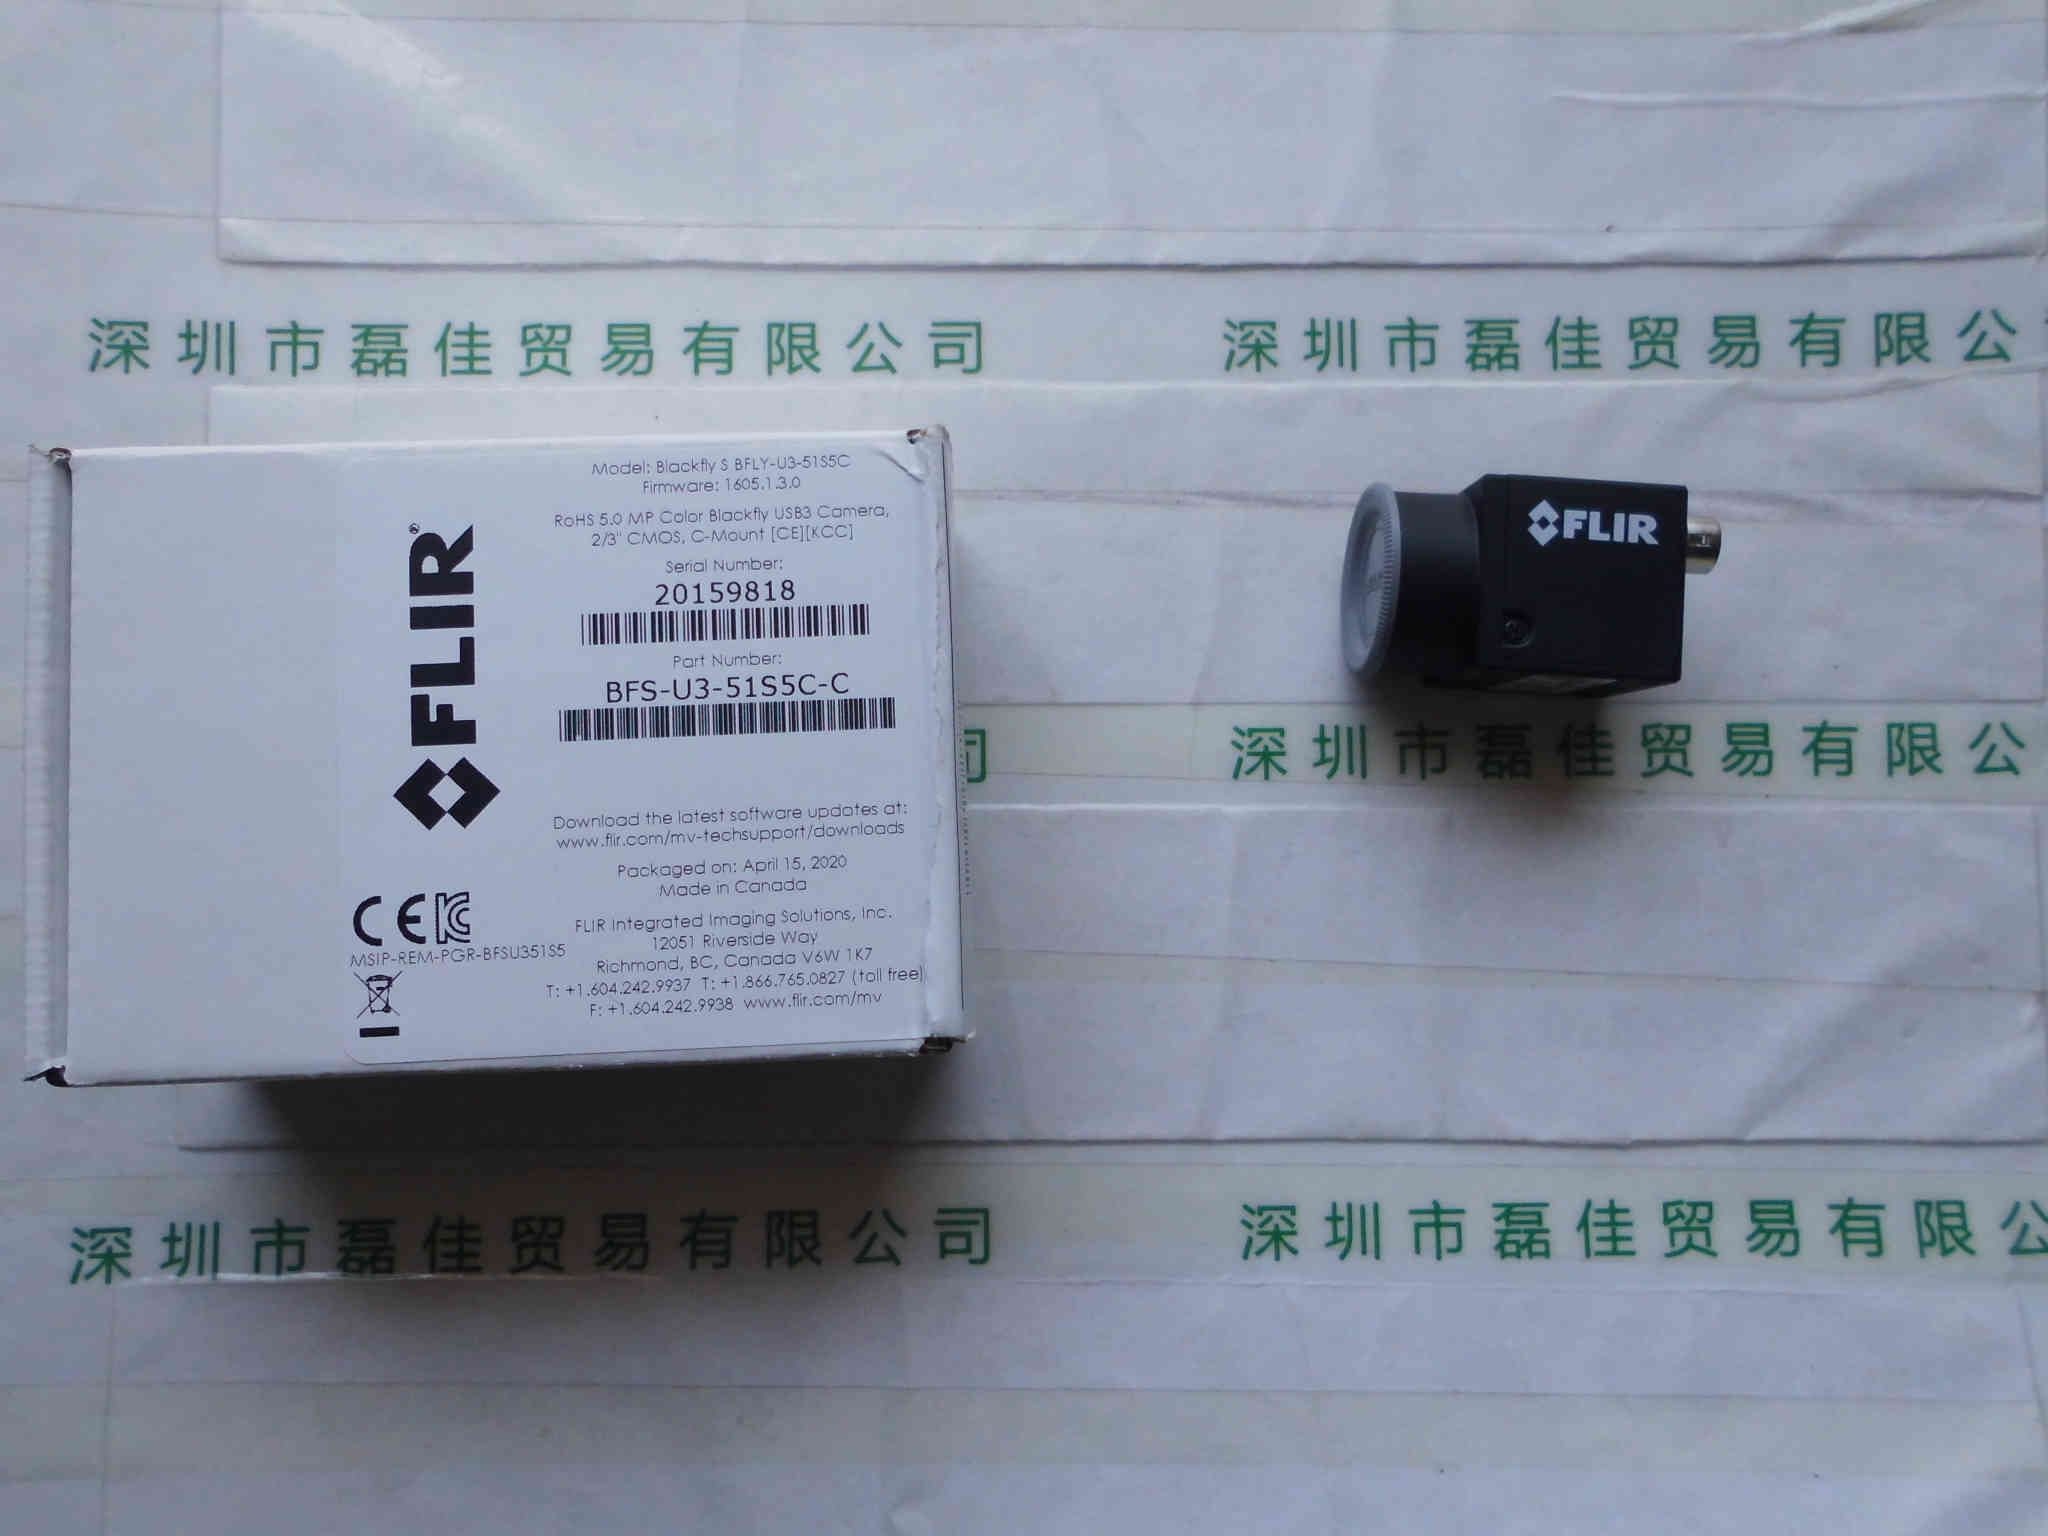 深圳市磊佳贸易有限公司
深圳市磊佳贸易有限公
Model: Blackfly S BFLY-U3-51S5C
Firmware: 1605.1.3.0
RoHS 5.0 MP Color Blackfly USB3 Camera,
2/3" CMOS, C-Mount [CE][KCC]
Serial Number:
20159818
Part Number:
BFS-U3-51S5C-C
FLIR®
Download the latest software updates at:
www.flir.com/mv-techsupport/downloads
Packaged on: April 15, 2020
Made in Canada
CE
MSIP-REM-PGR-BFSU351S5
FLIR Integrated Imaging Solutions, Inc.
12051 Riverside Way
Richmond, BC, Canada V6W 1K7
T: +1.604.242.9937 T: +1.866.765.0827 (toll free)
F: +1.604.242.9938 www.flir.com/mv
FLIR
司
深圳市磊佳贸易有限公
深圳市磊佳贸易有限公司
深圳市磊佳贸易有限公